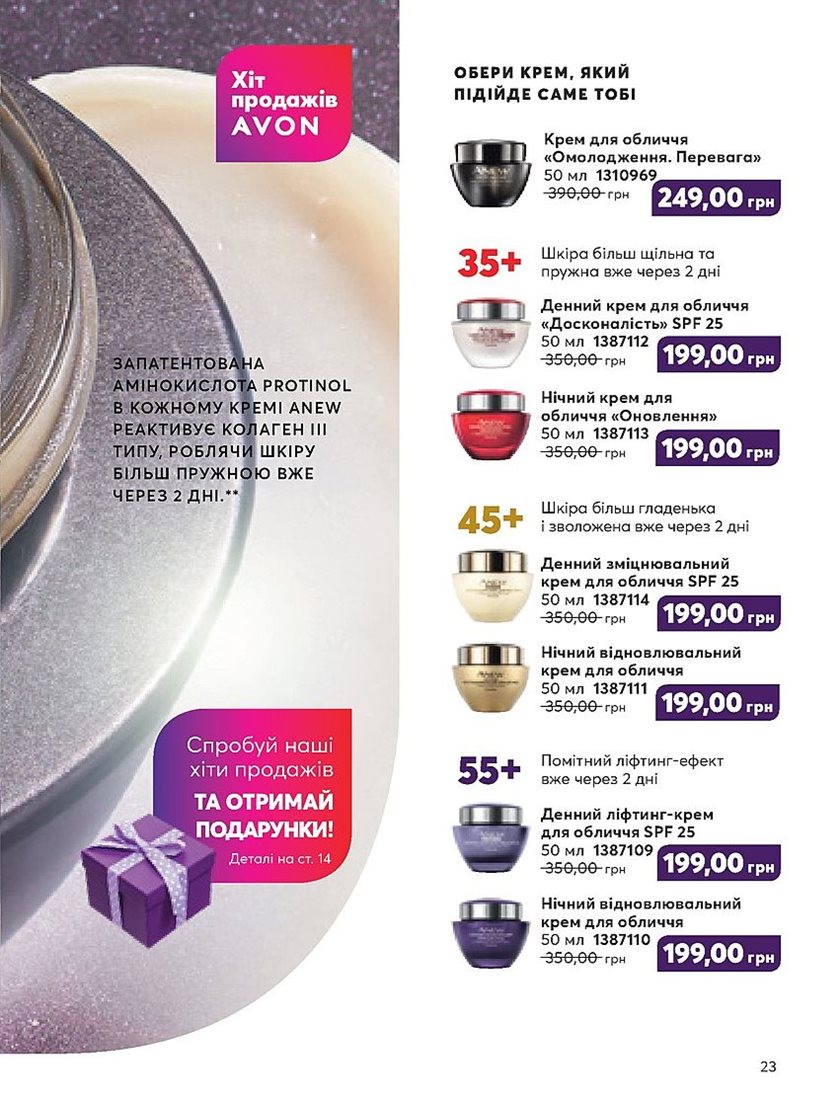 Хіт
продажів
AVON
ЗАПАТЕНТОВАНА
АМІНОКИСЛОТА PROTINOL
В КОЖНОМУ КРЕМІ ANEW
РЕАКТИВУЄ КОЛАГЕН III
ТИПУ, РОБЛЯЧИ ШКІРУ
БІЛЬШ ПРУЖНОЮ ВЖЕ
ЧЕРЕЗ 2 ДНІ.**
Спробуй наші
хіти продажів
ТА ОТРИМАЙ
ПОДАРУНКИ!
Деталі на ст. 14
ОБЕРИ КРЕМ, ЯКИЙ
ПІДІЙДЕ САМЕ ТОБІ
Крем для обличчя
«Омолодження. Перевага»
50 мл 1310969
390,00 грн 249,00 грн
35+ Шкіра більш щільна та
пружна вже через 2 дні
Денний крем для обличчя
«Досконалість» SPF 25
50 мл 1387112
350,00 грн 199,00 грн
Нічний крем для
обличчя «Оновлення»
50 мл 1387113
350,00 грн 199,00 грн
45+ Шкіра більш гладенька
і зволожена вже через 2 дні
Денний зміцнювальний
крем для обличчя SPF 25
50 мл 1387114
350,00 грн 199,00 грн
Нічний відновлювальний
крем для обличчя
50 мл 1387111
350,00 грн 199,00 грн
55+ Помітний ліфтинг-ефект
вже через 2 дні
Денний ліфтинг-крем
для обличчя SPF 25
50 мл 1387109
350,00 грн 199,00 грн
Нічний відновлювальний
крем для обличчя
50 мл 1387110
350,00 грн 199,00 грн
23